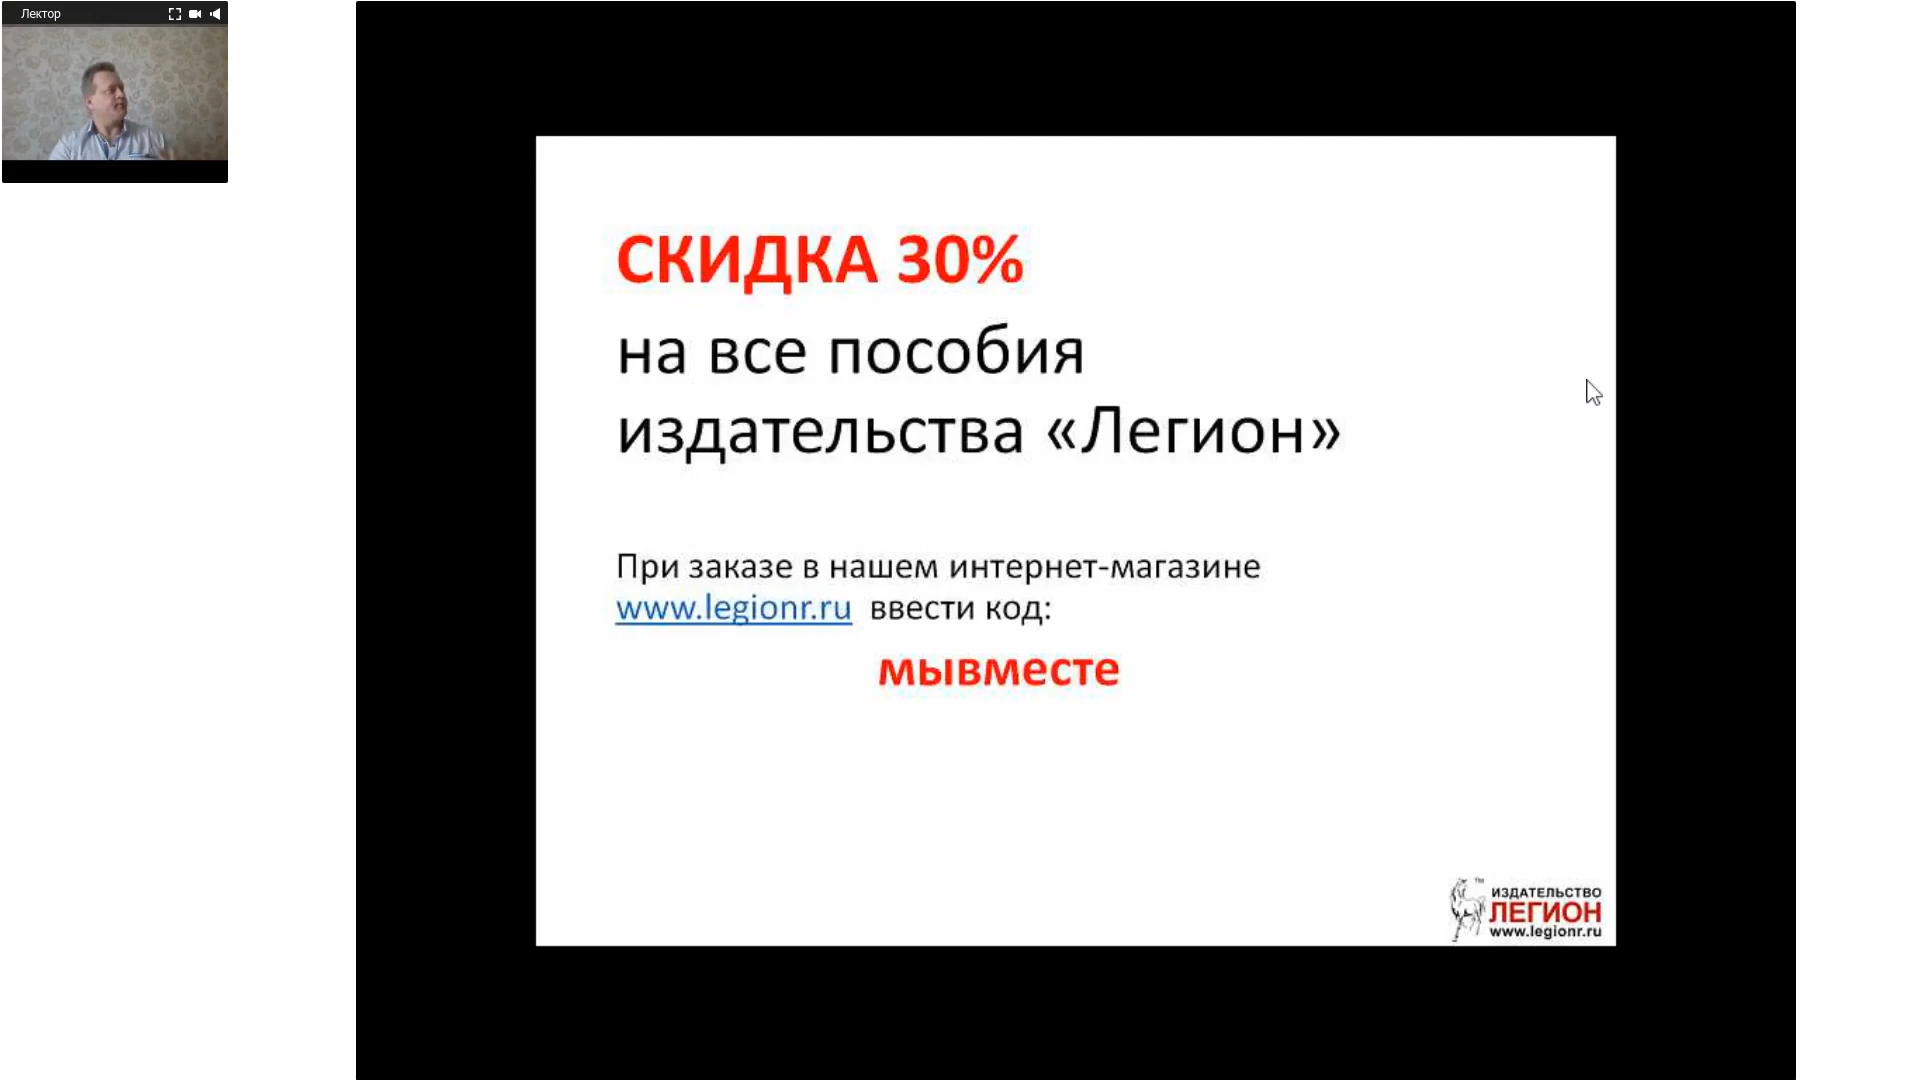 Лектор
СКИДКА 30%
на все пособия
издательства «Легион»
При заказе в нашем интернет-магазине
www.legionr.ru ввести код:
мывместе
TM
ИЗДАТЕЛЬСТВО
ЛЕГИОН
www.legionr.ru